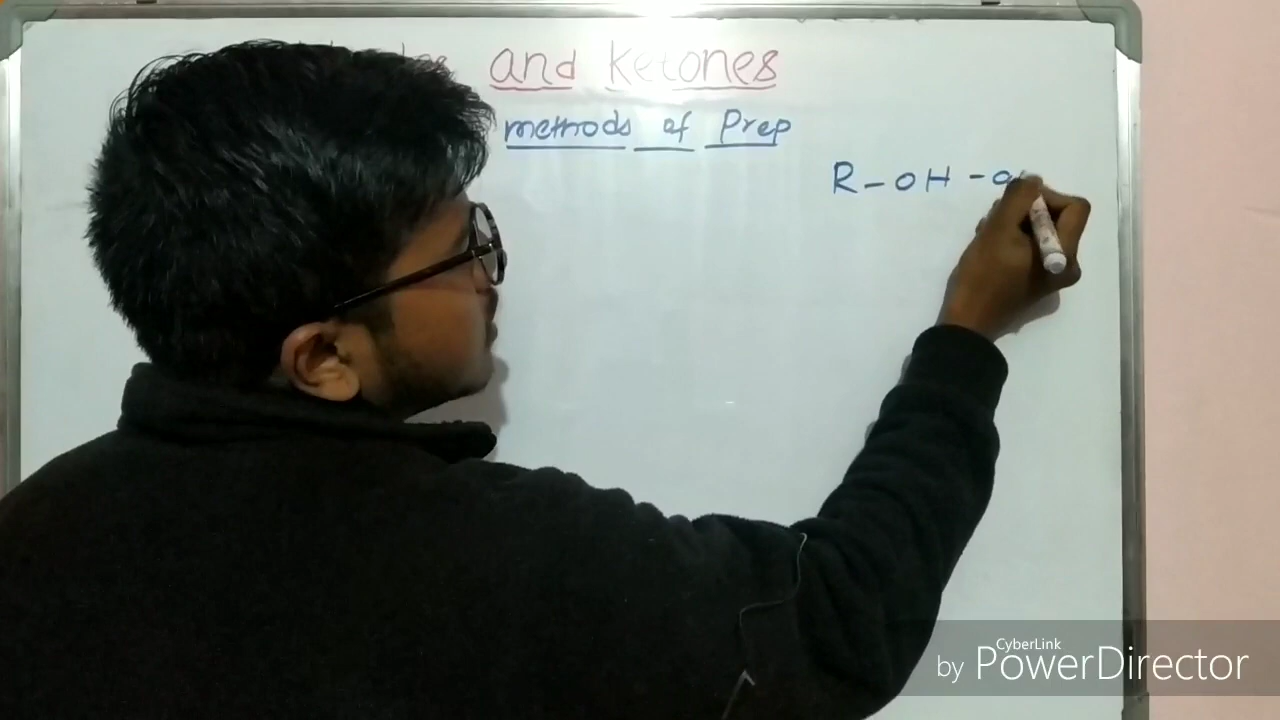 and Ketones
methods of Prep
R - OH -
CyberLink
by PowerDirector